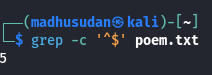 ┌──(madhusudan㉿kali)-[~]
└─$ grep -c '^$' poem.txt
5